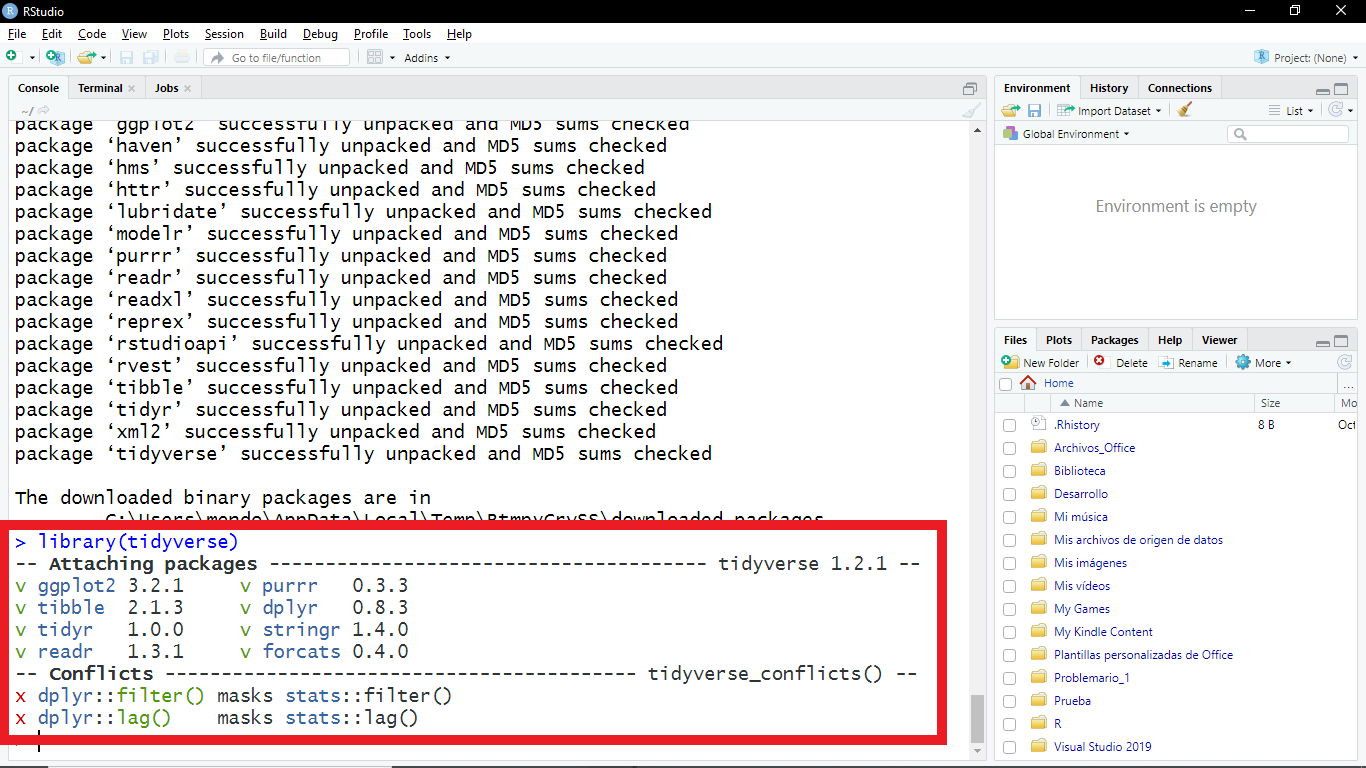 RStudio
File Edit Code View Plots Session Build Debug Profile Tools Help
Go to file/function Addins Project: (None)
Console Terminal Jobs
~/
package ‘ggplot2’ successfully unpacked and MD5 sums checked
package ‘haven’ successfully unpacked and MD5 sums checked
package ‘hms’ successfully unpacked and MD5 sums checked
package ‘httr’ successfully unpacked and MD5 sums checked
package ‘lubridate’ successfully unpacked and MD5 sums checked
package ‘modelr’ successfully unpacked and MD5 sums checked
package ‘purrr’ successfully unpacked and MD5 sums checked
package ‘readr’ successfully unpacked and MD5 sums checked
package ‘readxl’ successfully unpacked and MD5 sums checked
package ‘reprex’ successfully unpacked and MD5 sums checked
package ‘rstudioapi’ successfully unpacked and MD5 sums checked
package ‘rvest’ successfully unpacked and MD5 sums checked
package ‘tibble’ successfully unpacked and MD5 sums checked
package ‘tidyr’ successfully unpacked and MD5 sums checked
package ‘xml2’ successfully unpacked and MD5 sums checked
package ‘tidyverse’ successfully unpacked and MD5 sums checked
The downloaded binary packages are in
> library(tidyverse)
-- Attaching packages --------------------------------------- tidyverse 1.2.1 --
v ggplot2 3.2.1     v purrr   0.3.3
v tibble  2.1.3     v dplyr   0.8.3
v tidyr   1.0.0     v stringr 1.4.0
v readr   1.3.1     v forcats 0.4.0
-- Conflicts ------------------------------------------ tidyverse_conflicts() --
x dplyr::filter() masks stats::filter()
x dplyr::lag()    masks stats::lag()
Environment History Connections
Import Dataset List
Global Environment
Environment is empty
Files Plots Packages Help Viewer
New Folder Delete Rename More
Home ...
Name Size Mo
.Rhistory 8 B Oct
Archivos_Office
Biblioteca
Desarrollo
Mi música
Mis archivos de origen de datos
Mis imágenes
Mis vídeos
My Games
My Kindle Content
Plantillas personalizadas de Office
Problemario_1
Prueba
R
Visual Studio 2019